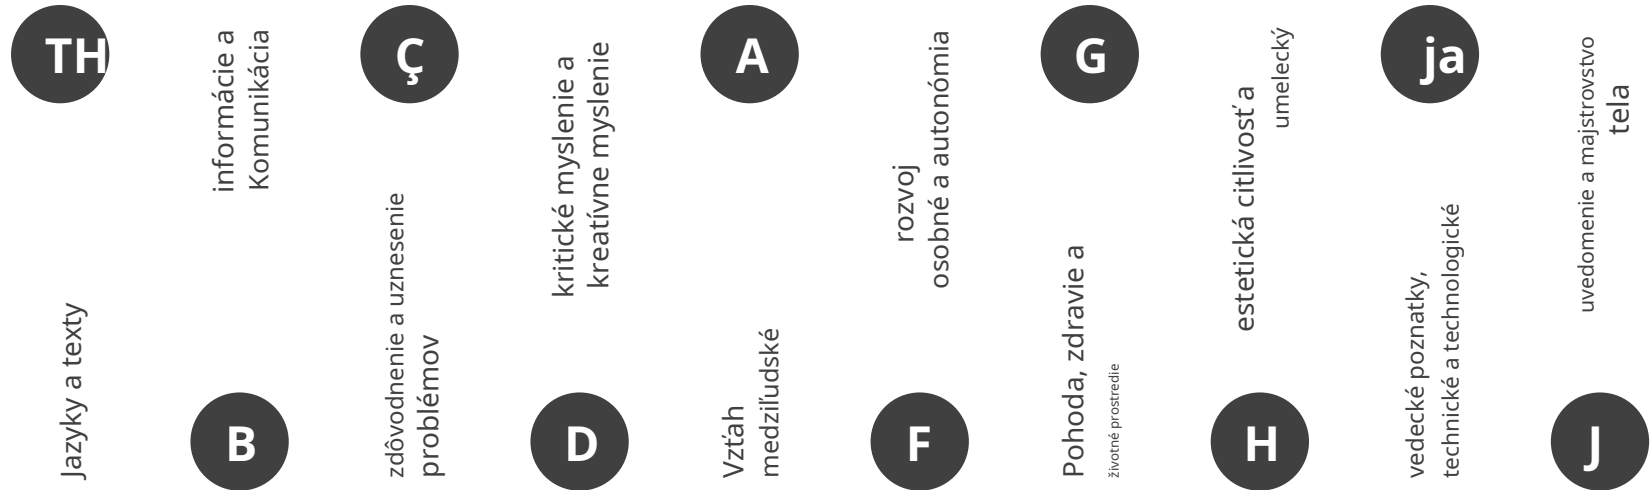 TH
Jazyky a texty
informácie a
Komunikácia
B
Ç
zdôvodnenie a uznesenie
problémov
kritické myslenie a
kreatívne myslenie
D
A
Vzťah
medziľudské
rozvoj
osobné a autonómia
F
G
Pohoda, zdravie a
životné prostredie
estetická citlivosť a
umelecký
H
ja
vedecké poznatky,
technické a technologické
uvedomenie a majstrovstvo
tela
J